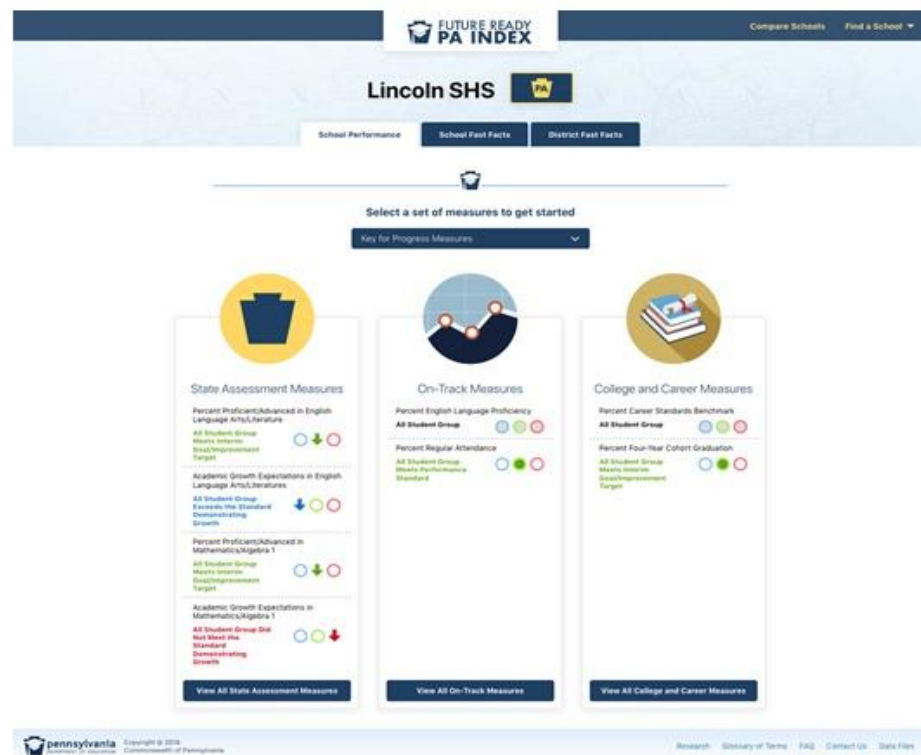 FUTURE READY
PA INDEX
Compare Schools
Find a School
Lincoln SHS
PA
School Performance
School Fast Facts
District Fast Facts
Select a set of measures to get started
Key for Progress Measures
State Assessment Measures
Percent Proficient/Advanced in English
Language Arts/Literature
All Student Group
Meets Interim
Goal/Improvement
Target
Academic Growth Expectations in English
Language Arts/Literatures
All Student Group
Exceeds the Standard
Demonstrating
Growth
Percent Proficient/Advanced in
Mathematics/Algebra 1
All Student Group
Meets Interim
Goal/Improvement
Target
Academic Growth Expectations in
Mathematics/Algebra 1
All Student Group Did
Not Meet the
Standard
Demonstrating
Growth
View All State Assessment Measures
On-Track Measures
Percent English Language Proficiency
All Student Group
Percent Regular Attendance
All Student Group
Meets Performance
Standard
View All On-Track Measures
College and Career Measures
Percent Career Standards Benchmark
All Student Group
Percent Four-Year Cohort Graduation
All Student Group
Meets Interim
Goal/Improvement
Target
View All College and Career Measures
pennsylvania
DEPARTMENT OF EDUCATION
Copyright © 2018
Commonwealth of Pennsylvania
Research
Glossary of Terms
FAQ
Contact Us
Data Files